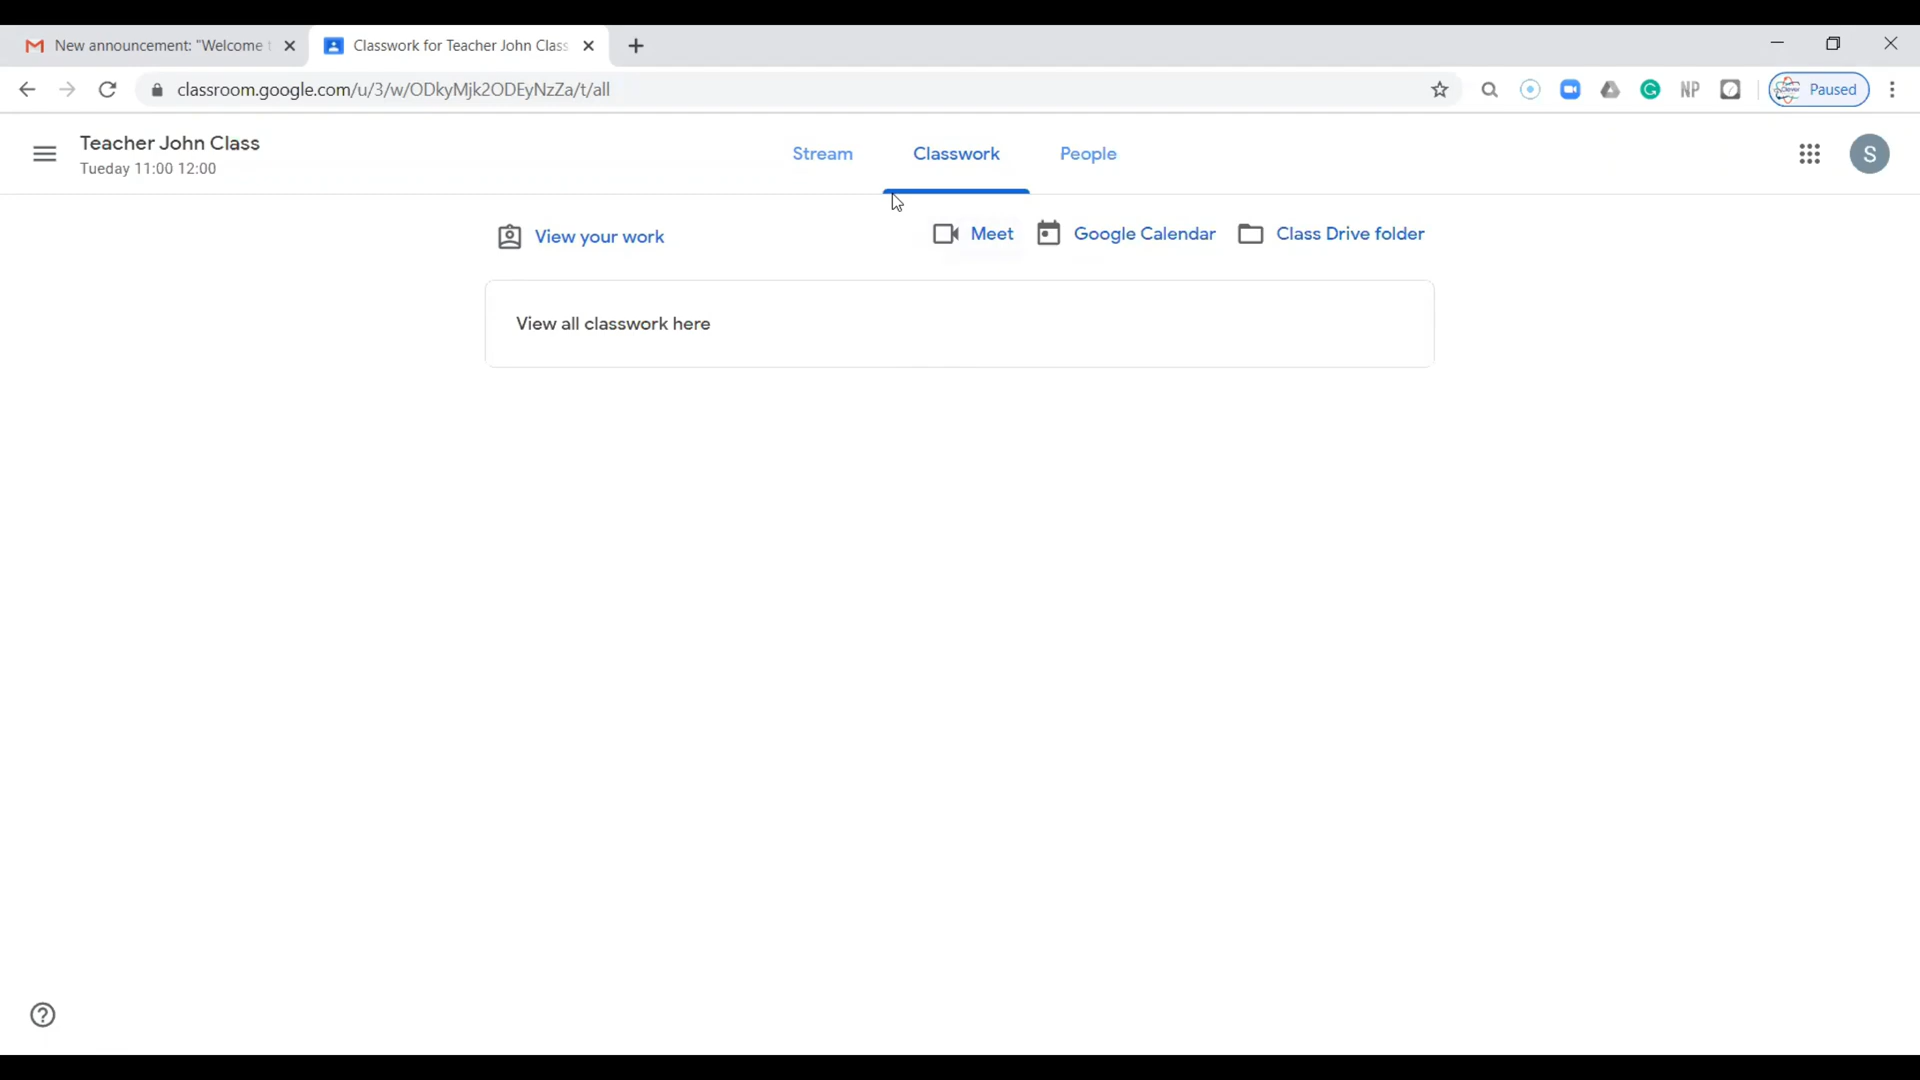 New announcement: "Welcome t
Classwork for Teacher John Class
classroom.google.com/u/3/w/ODkyMjk2ODEyNzZa/t/all
NP
Paused
Teacher John Class
Tueday 11:00 12:00
Stream
Classwork
People
S
View your work
Meet
Google Calendar
Class Drive folder
View all classwork here